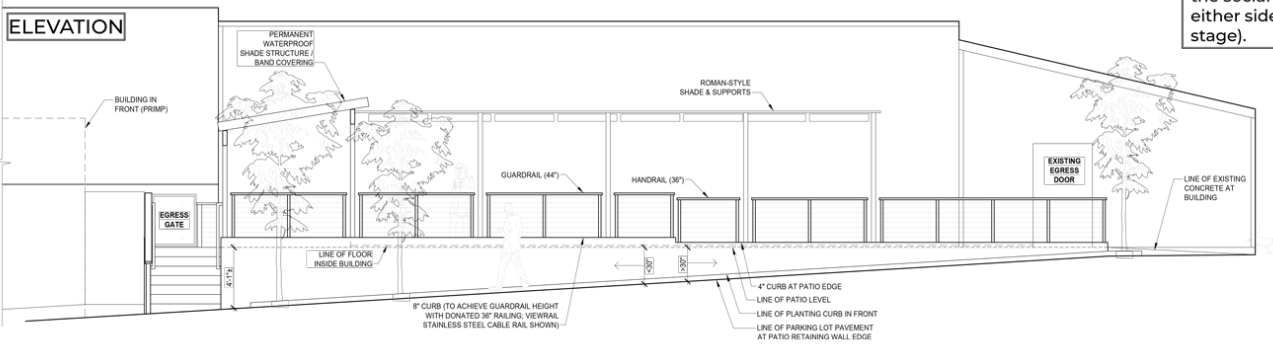 ELEVATION
the social
either side
stage).
PERMANENT
WATERPROOF
SHADE STRUCTURE /
BAND COVERING
BUILDING IN
FRONT (PRIMP)
ROMAN-STYLE
SHADE & SUPPORTS
GUARDRAIL (44")
HANDRAIL (36")
EXISTING
EGRESS
DOOR
LINE OF EXISTING
CONCRETE AT
BUILDING
EGRESS
GATE
LINE OF FLOOR
INSIDE BUILDING
4'-1"±
<30"
>30"
8" CURB (TO ACHIEVE GUARDRAIL HEIGHT
WITH DONATED 36" RAILING; VIEWRAIL
STAINLESS STEEL CABLE RAIL SHOWN)
4" CURB AT PATIO EDGE
LINE OF PATIO LEVEL
LINE OF PLANTING CURB IN FRONT
LINE OF PARKING LOT PAVEMENT
AT PATIO RETAINING WALL EDGE